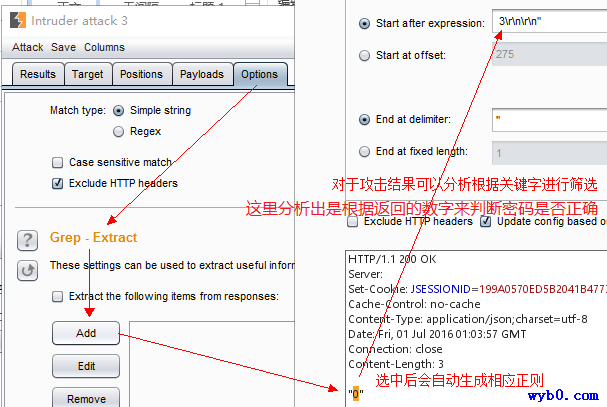 Intruder attack 3
Attack Save Columns
Results Target Positions Payloads Options
Match type: Simple string
Regex
Case sensitive match
Exclude HTTP headers
Grep - Extract
These settings can be used to extract useful infor
Extract the following items from responses:
Add
Edit
Remove
Start after expression: 3\r\n\r\n"
Start at offset: 275
End at delimiter: "
End at fixed length: 1
对于攻击结果可以分析根据关键字进行筛选
这里分析出是根据返回的数字来判断密码是否正确
Exclude HTTP headers Update config based o
HTTP/1.1 200 OK
Server:
Set-Cookie: JSESSIONID=199A0570ED5B2041B477
Cache-Control: no-cache
Content-Type: application/json;charset=utf-8
Date: Fri, 01 Jul 2016 01:03:57 GMT
Connection: close
Content-Length: 3
选中后会自动生成相应正则
"0"
wyb0.com